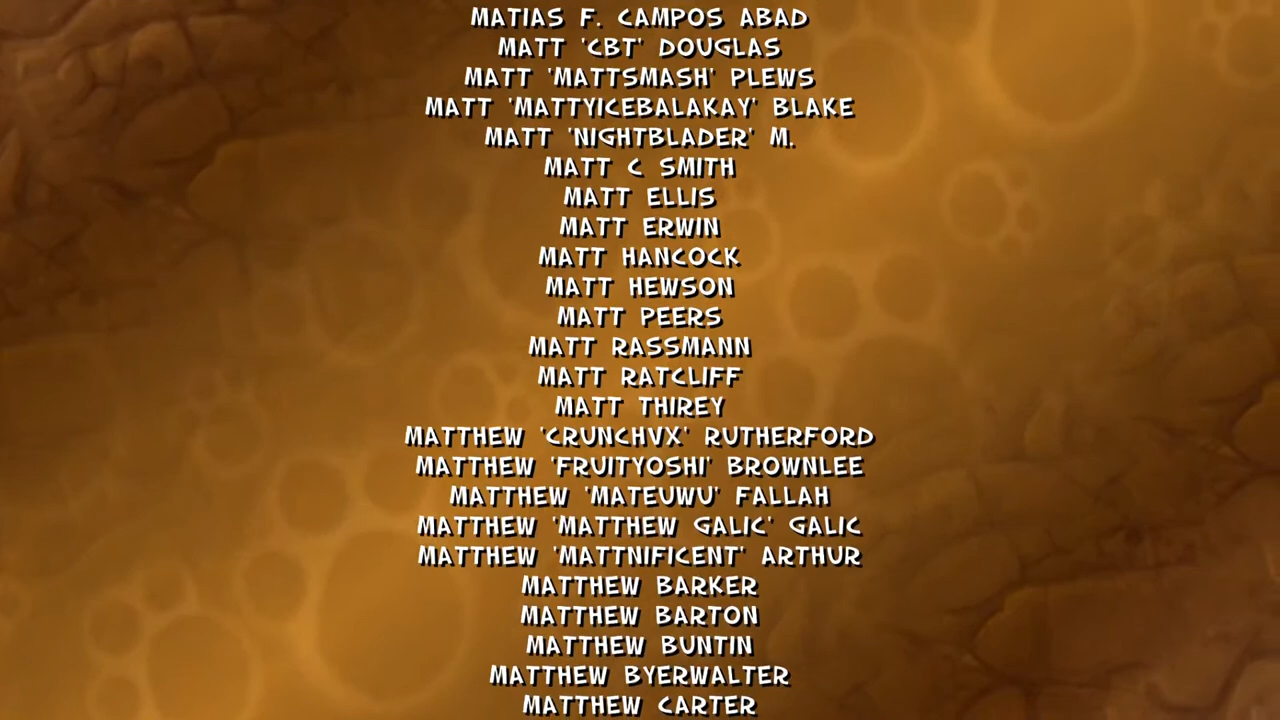 MATIAS F. CAMPOS ABAD
MATT 'CBT' DOUGLAS
MATT 'MATTSMASH' PLEWS
MATT 'MATTYICEBALAKAY' BLAKE
MATT 'NIGHTBLADER' M.
MATT C SMITH
MATT ELLIS
MATT ERWIN
MATT HANCOCK
MATT HEWSON
MATT PEERS
MATT RASSMANN
MATT RATCLIFF
MATT THIREY
MATTHEW 'CRUNCHVX' RUTHERFORD
MATTHEW 'FRUITYOSHI' BROWNLEE
MATTHEW 'MATEUWU' FALLAH
MATTHEW 'MATTHEW GALIC' GALIC
MATTHEW 'MATTNIFICENT' ARTHUR
MATTHEW BARKER
MATTHEW BARTON
MATTHEW BUNTIN
MATTHEW BYERWALTER
MATTHEW CARTER